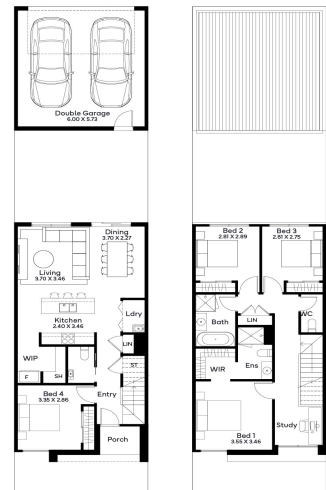 Double Garage
6.00 X 5.73
Dining
3.70 X 2.27
Living
3.70 X 3.46
Kitchen
2.40 X 3.46
Ldry
LIN
WIP
F
SH
ST
Bed 4
3.35 X 2.86
Entry
Porch
Bed 2
2.81 X 2.89
Bed 3
2.81 X 2.75
Bath
LIN
WC
WIR
Ens
Bed 1
3.55 X 3.46
Study